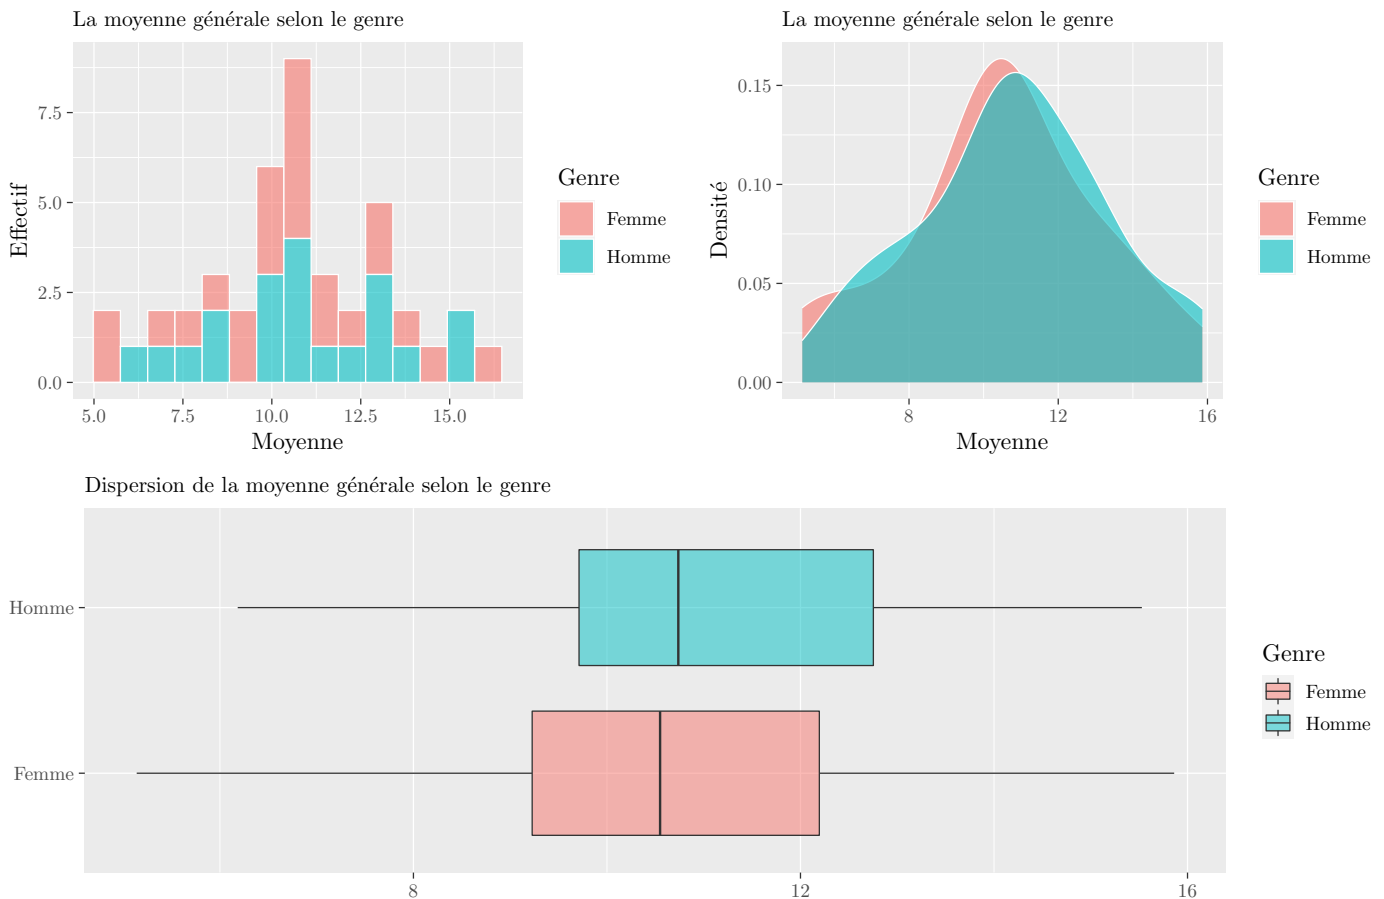 La moyenne générale selon le genre
7.5
5.0
2.5
0.0
Effectif
5.0 7.5 10.0 12.5 15.0
Moyenne
Genre
Femme
Homme
La moyenne générale selon le genre
0.15
0.10
0.05
0.00
Densité
8 12 16
Moyenne
Genre
Femme
Homme
Dispersion de la moyenne générale selon le genre
Homme
Femme
8 12 16
Genre
Femme
Homme